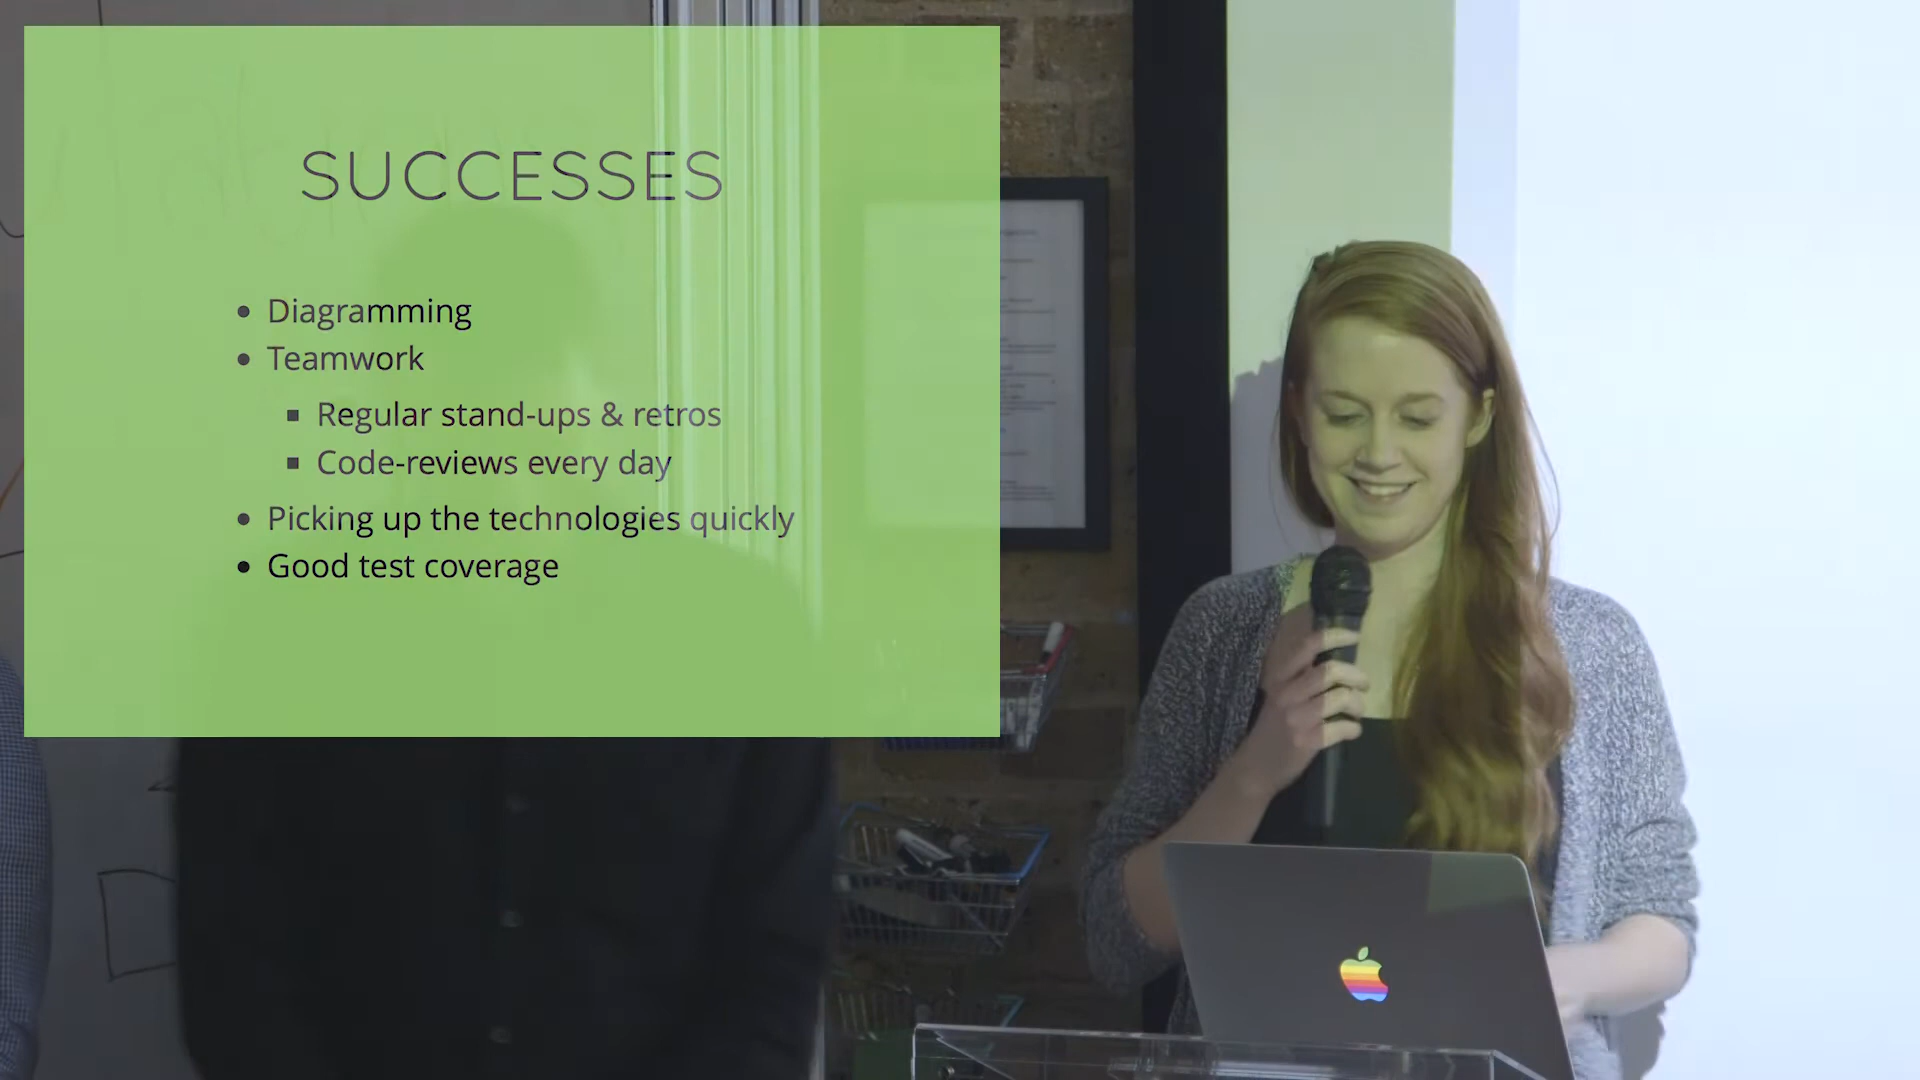 SUCCESSES
Diagramming
Teamwork
Regular stand-ups & retros
Code-reviews every day
Picking up the technologies quickly
Good test coverage